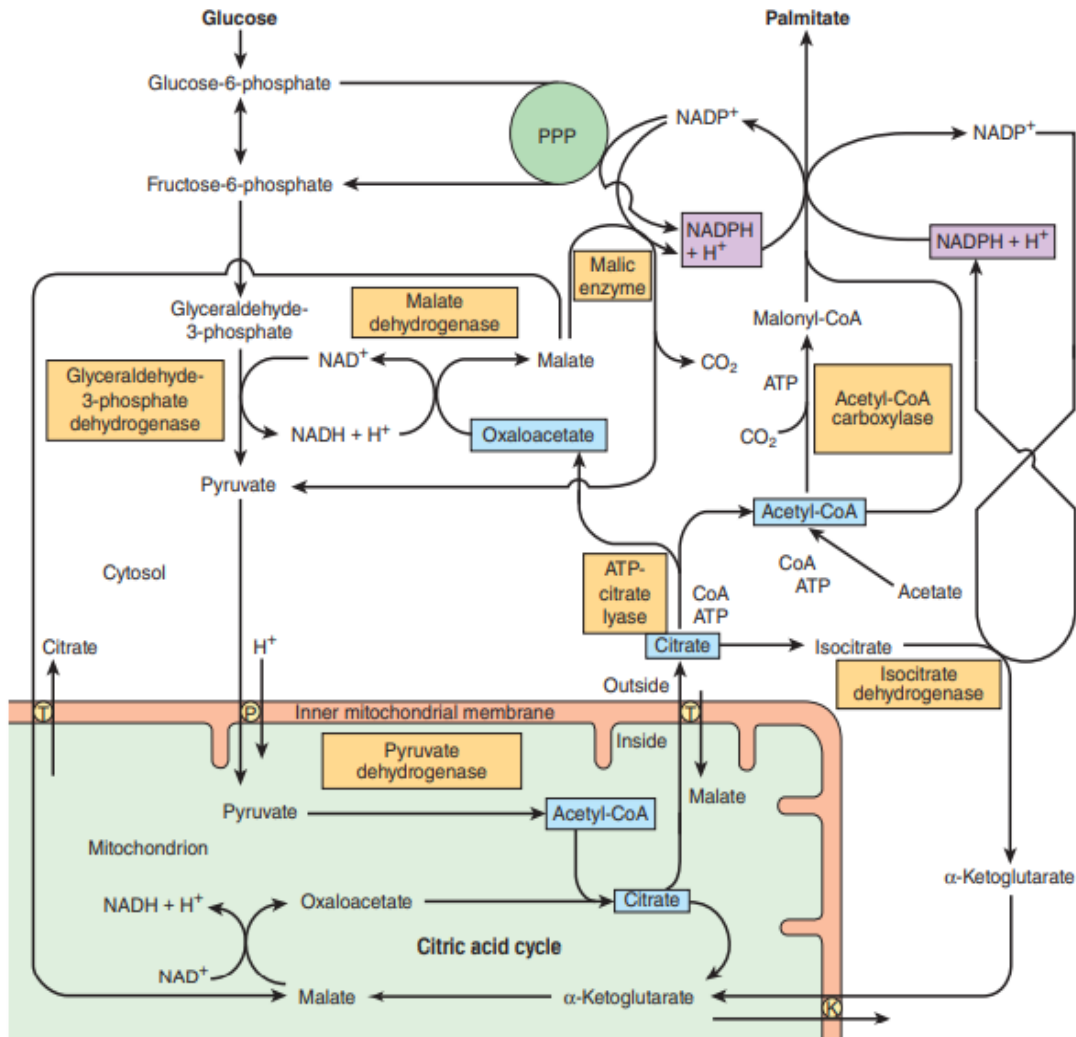 Glucose
Palmitate
Glucose-6-phosphate
PPP
NADP+
NADP+
Fructose-6-phosphate
NADPH
+ H+
NADPH + H+
Malic
enzyme
Glyceraldehyde-
3-phosphate
Malate
dehydrogenase
Malonyl-CoA
NAD+
Malate
CO2
Glyceraldehyde-
3-phosphate
dehydrogenase
ATP
Acetyl-CoA
carboxylase
NADH + H+
Oxaloacetate
CO2
Pyruvate
Acetyl-CoA
Cytosol
ATP-
citrate
lyase
CoA
ATP
CoA
ATP
Acetate
Citrate
H+
Citrate
Isocitrate
Isocitrate
dehydrogenase
Outside
T
P
Inner mitochondrial membrane
T
Inside
Pyruvate
dehydrogenase
Malate
Pyruvate
Acetyl-CoA
Mitochondrion
α-Ketoglutarate
NADH + H+
Oxaloacetate
Citrate
Citric acid cycle
NAD+
Malate
α-Ketoglutarate
K